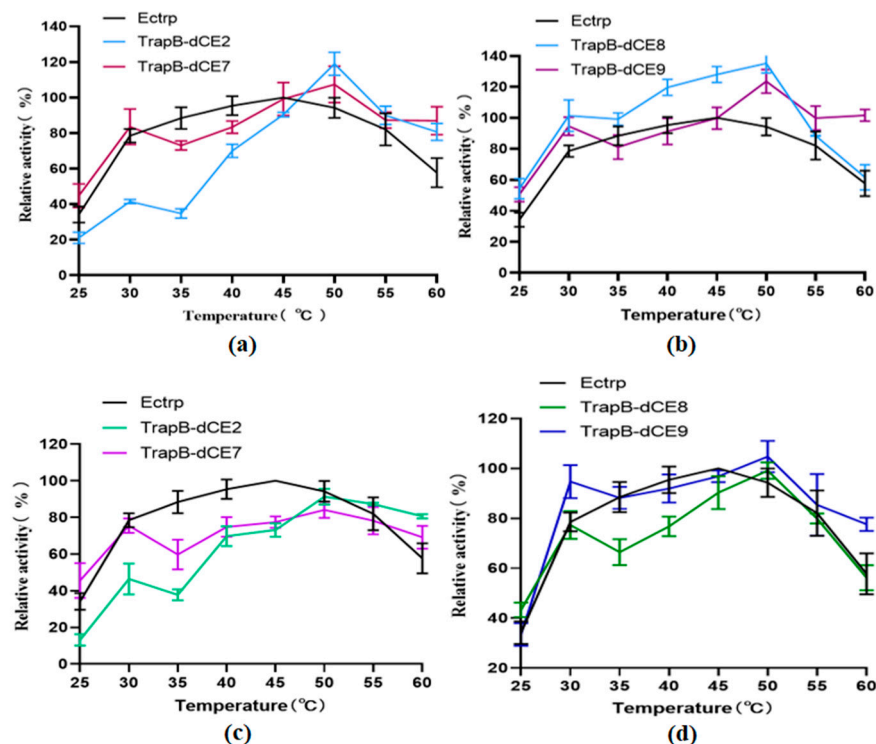 Ectrp
TrapB-dCE2
TrapB-dCE7
140
120
100
80
60
40
20
0
Relative activity (%)
25 30 35 40 45 50 55 60
Temperature( °C )
(a)
Ectrp
TrapB-dCE8
TrapB-dCE9
140
120
100
80
60
40
20
0
Relative activity (%)
25 30 35 40 45 50 55 60
Temperature(°C)
(b)
Ectrp
TrapB-dCE2
TrapB-dCE7
120
100
80
60
40
20
0
Relative activity (%)
25 30 35 40 45 50 55 60
Temperature(°C)
(c)
Ectrp
TrapB-dCE8
TrapB-dCE9
120
100
80
60
40
20
Relative activity (%)
25 30 35 40 45 50 55 60
Temperature(°C)
(d)